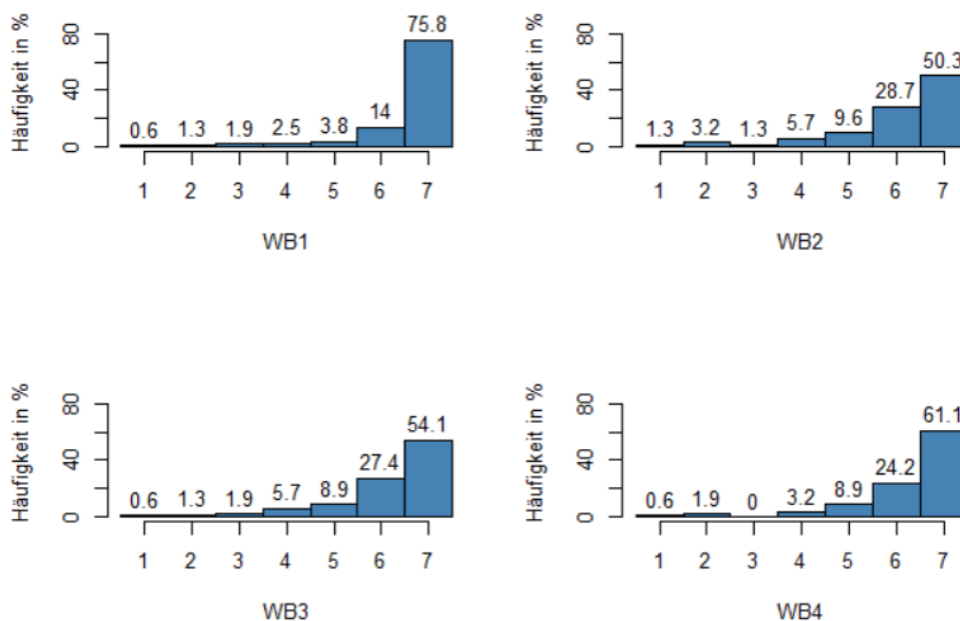 Häufigkeit in %
0 40 80
0.6 1.3 1.9 2.5 3.8 14 75.8
1 2 3 4 5 6 7
WB1
Häufigkeit in %
0 40 80
1.3 3.2 1.3 5.7 9.6 28.7 50.3
1 2 3 4 5 6 7
WB2
Häufigkeit in %
0 40 80
0.6 1.3 1.9 5.7 8.9 27.4 54.1
1 2 3 4 5 6 7
WB3
Häufigkeit in %
0 40 80
0.6 1.9 0 3.2 8.9 24.2 61.1
1 2 3 4 5 6 7
WB4